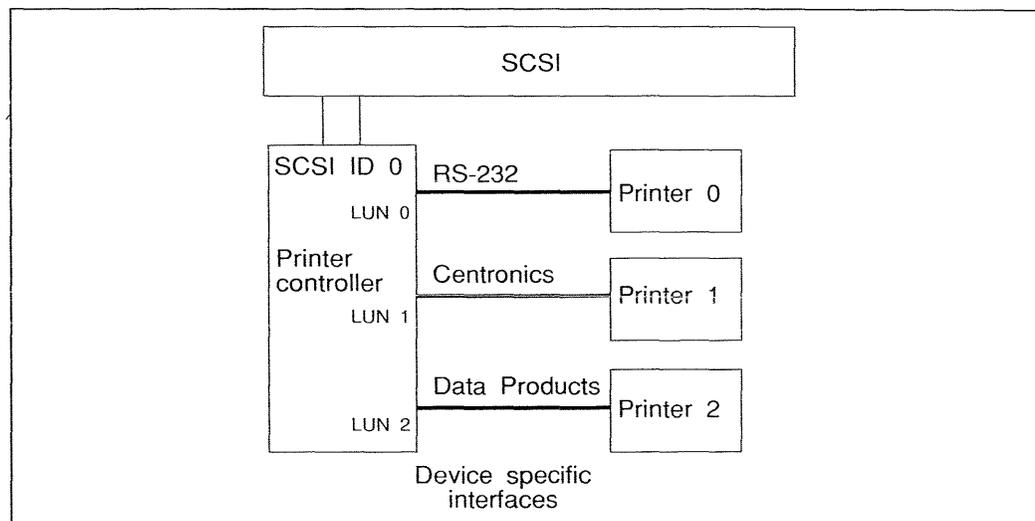 SCSI
SCSI ID 0
RS-232
Printer 0
LUN 0
Printer
controller
Centronics
Printer 1
LUN 1
Data Products
Printer 2
LUN 2
Device specific
interfaces